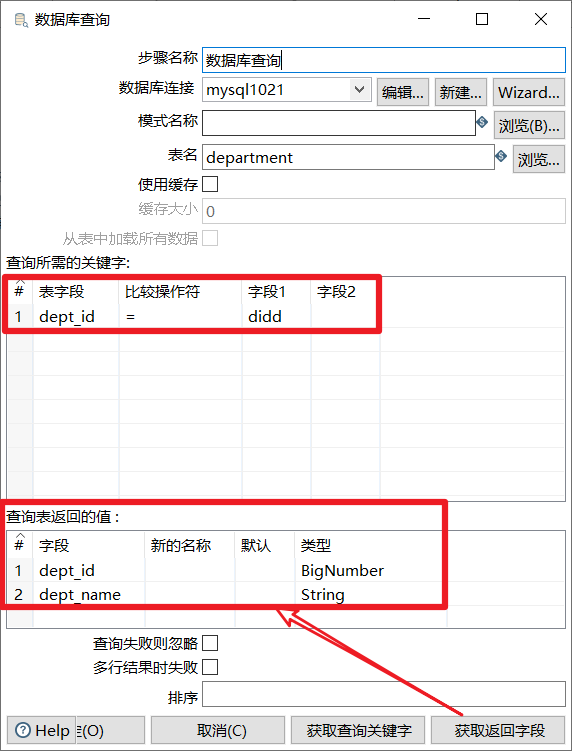 数据库查询
步骤名称 数据库查询
数据库连接 mysql1021 编辑... 新建... Wizard...
模式名称 浏览(B)...
表名 department 浏览...
使用缓存
缓存大小 0
从表中加载所有数据
查询所需的关键字:
# 表字段 比较操作符 字段1 字段2
1 dept_id = didd
查询表返回的值 :
# 字段 新的名称 默认 类型
1 dept_id BigNumber
2 dept_name String
查询失败则忽略
多行结果时失败
排序
Help (O) 取消(C) 获取查询关键字 获取返回字段